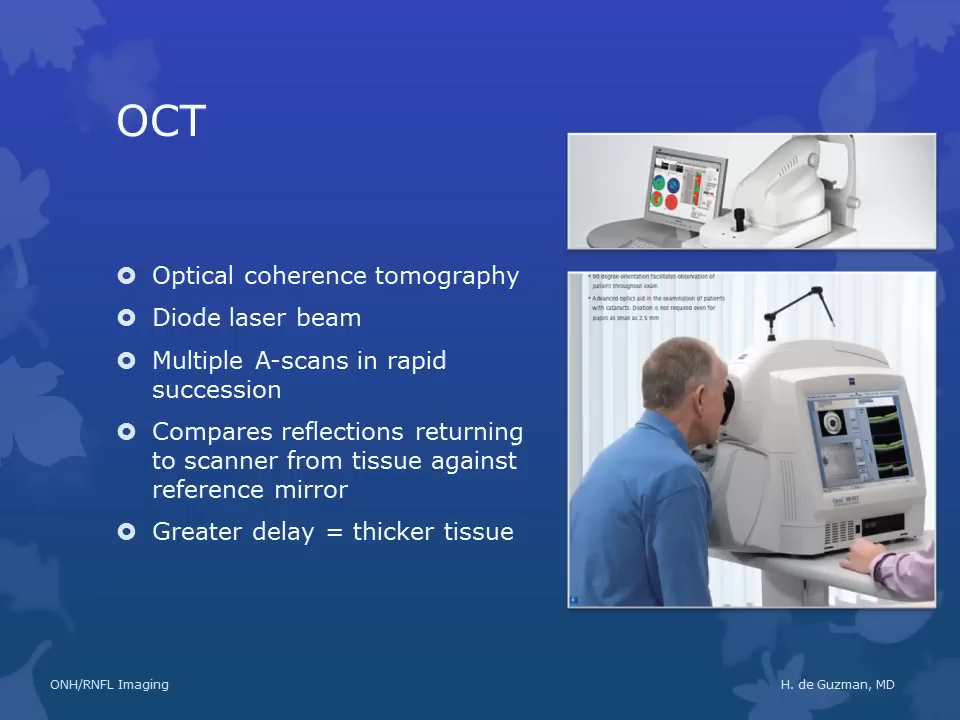 OCT
Optical coherence tomography
Diode laser beam
Multiple A-scans in rapid
succession
Compares reflections returning
to scanner from tissue against
reference mirror
Greater delay = thicker tissue
• 90-degree orientation facilitates observation of
patient throughout exam
• Advanced optics aid in the examination of patients
with cataracts. Dilation is not required even for
pupils as small as 2.5 mm
ONH/RNFL Imaging
H. de Guzman, MD